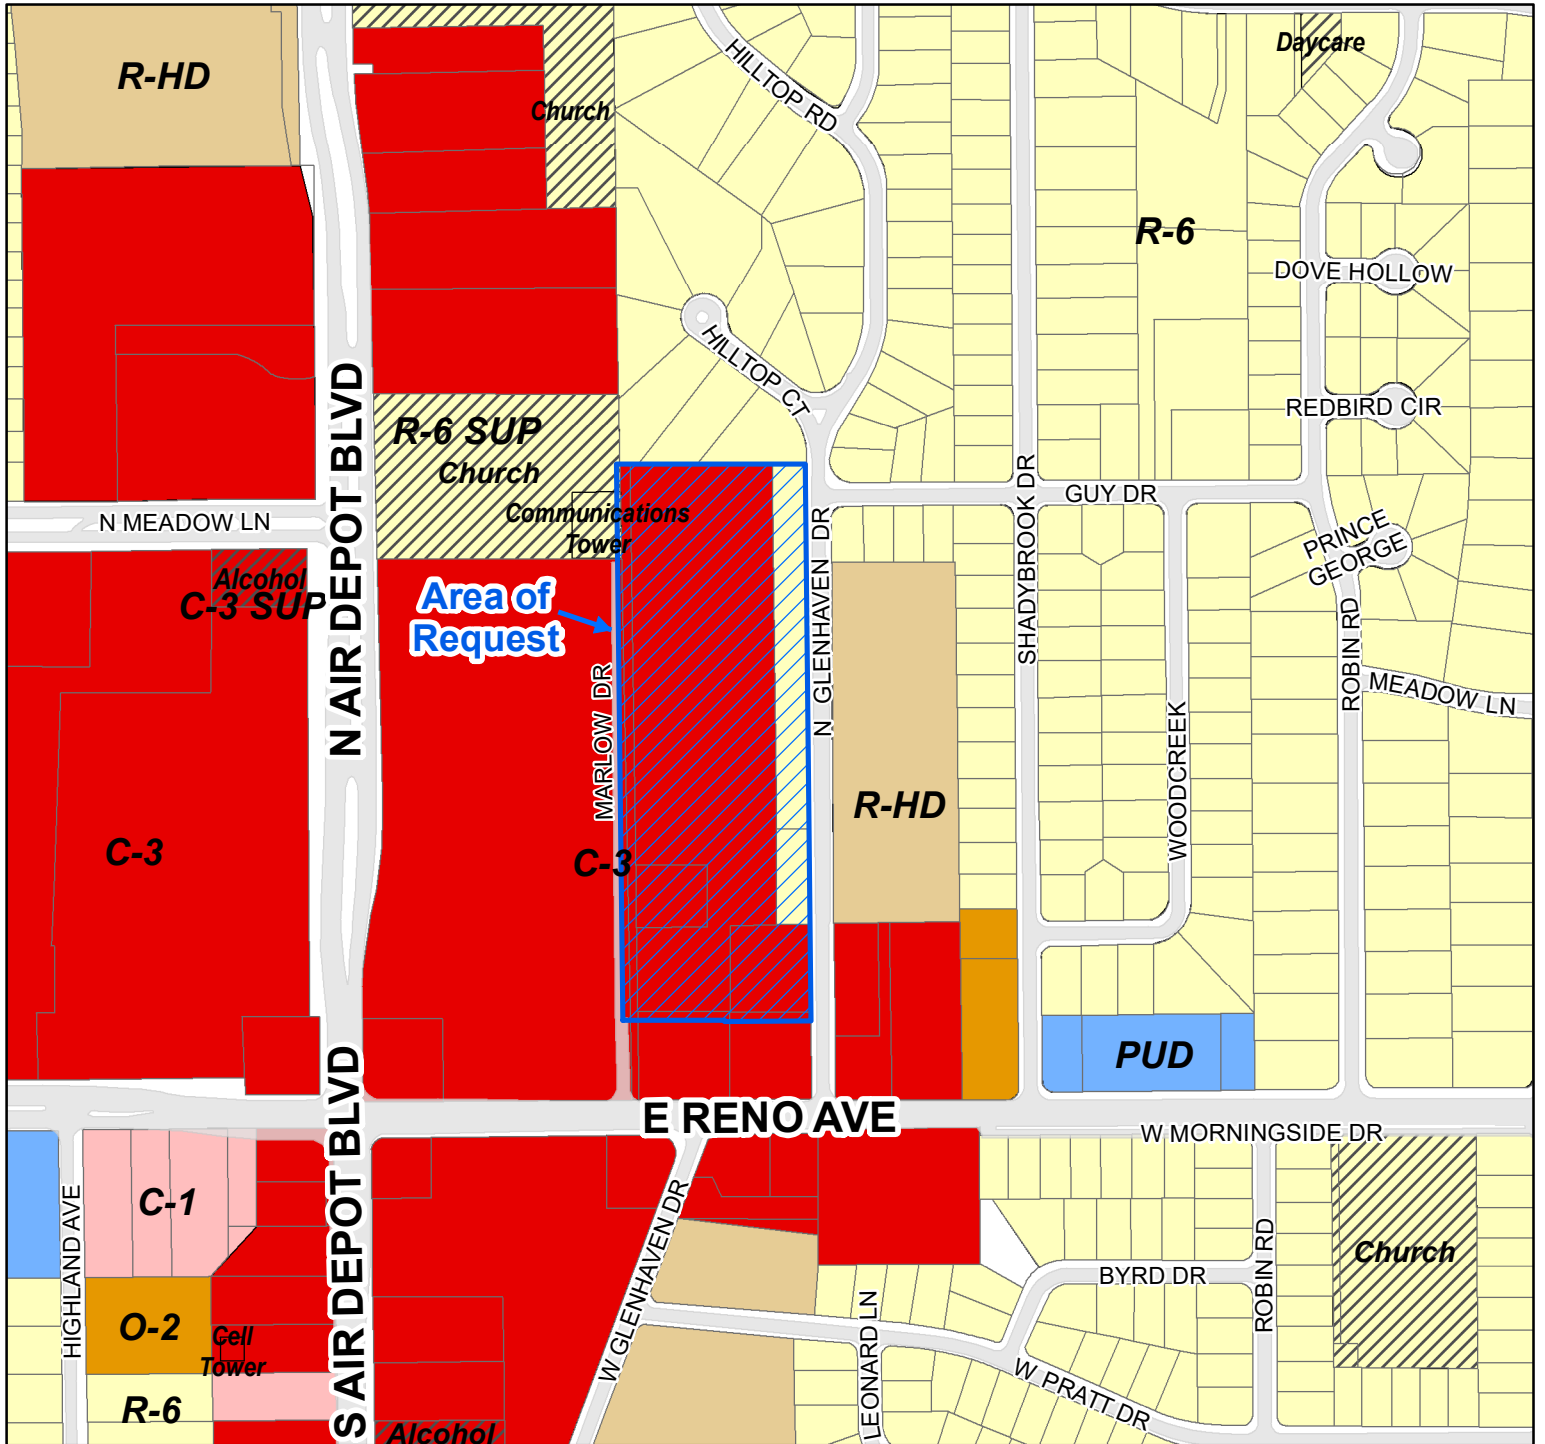 R-HD
HILLTOP RD
Daycare
Church
R-6
DOVE HOLLOW
HILLTOP CT
N AIR DEPOT BLVD
REDBIRD CIR
R-6 SUP
Church
SHADYBROOK DR
GUY DR
N MEADOW LN
Communications
Tower
N GLENHAVEN DR
PRINCE
GEORGE
Alcohol
C-3 SUP
Area of
Request
ROBIN RD
MARLOW DR
MEADOW LN
WOODCREEK
R-HD
C-3
C-3
PUD
E RENO AVE
W MORNINGSIDE DR
S AIR DEPOT BLVD
HIGHLAND AVE
C-1
W GLENHAVEN DR
ROBIN RD
Church
BYRD DR
O-2
Cell
Tower
LEONARD LN
W PRATT DR
R-6
Alcohol